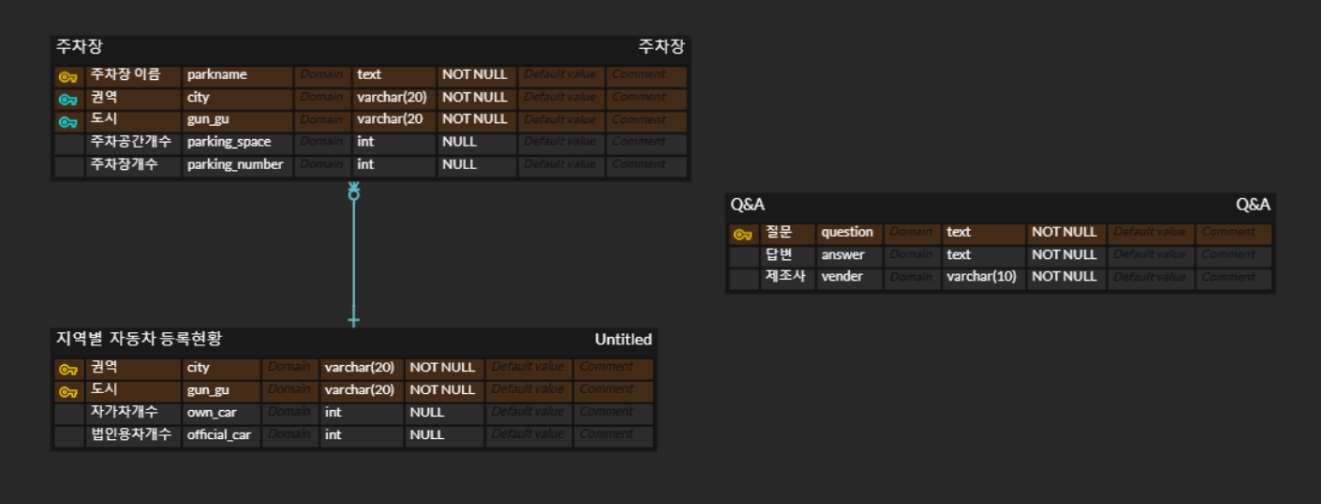 주차장 주차장
주차장 이름 parkname Domain text NOT NULL Default value Comment
권역 city Domain varchar(20) NOT NULL Default value Comment
도시 gun_gu Domain varchar(20 NOT NULL Default value Comment
주차공간개수 parking_space Domain int NULL Default value Comment
주차장개수 parking_number Domain int NULL Default value Comment
Q&A Q&A
질문 question Domain text NOT NULL Default value Comment
답변 answer Domain text NOT NULL Default value Comment
제조사 vender Domain varchar(10) NOT NULL Default value Comment
지역별 자동차 등록현황 Untitled
권역 city Domain varchar(20) NOT NULL Default value Comment
도시 gun_gu Domain varchar(20) NOT NULL Default value Comment
자가차개수 own_car Domain int NULL Default value Comment
법인용차개수 official_car Domain int NULL Default value Comment